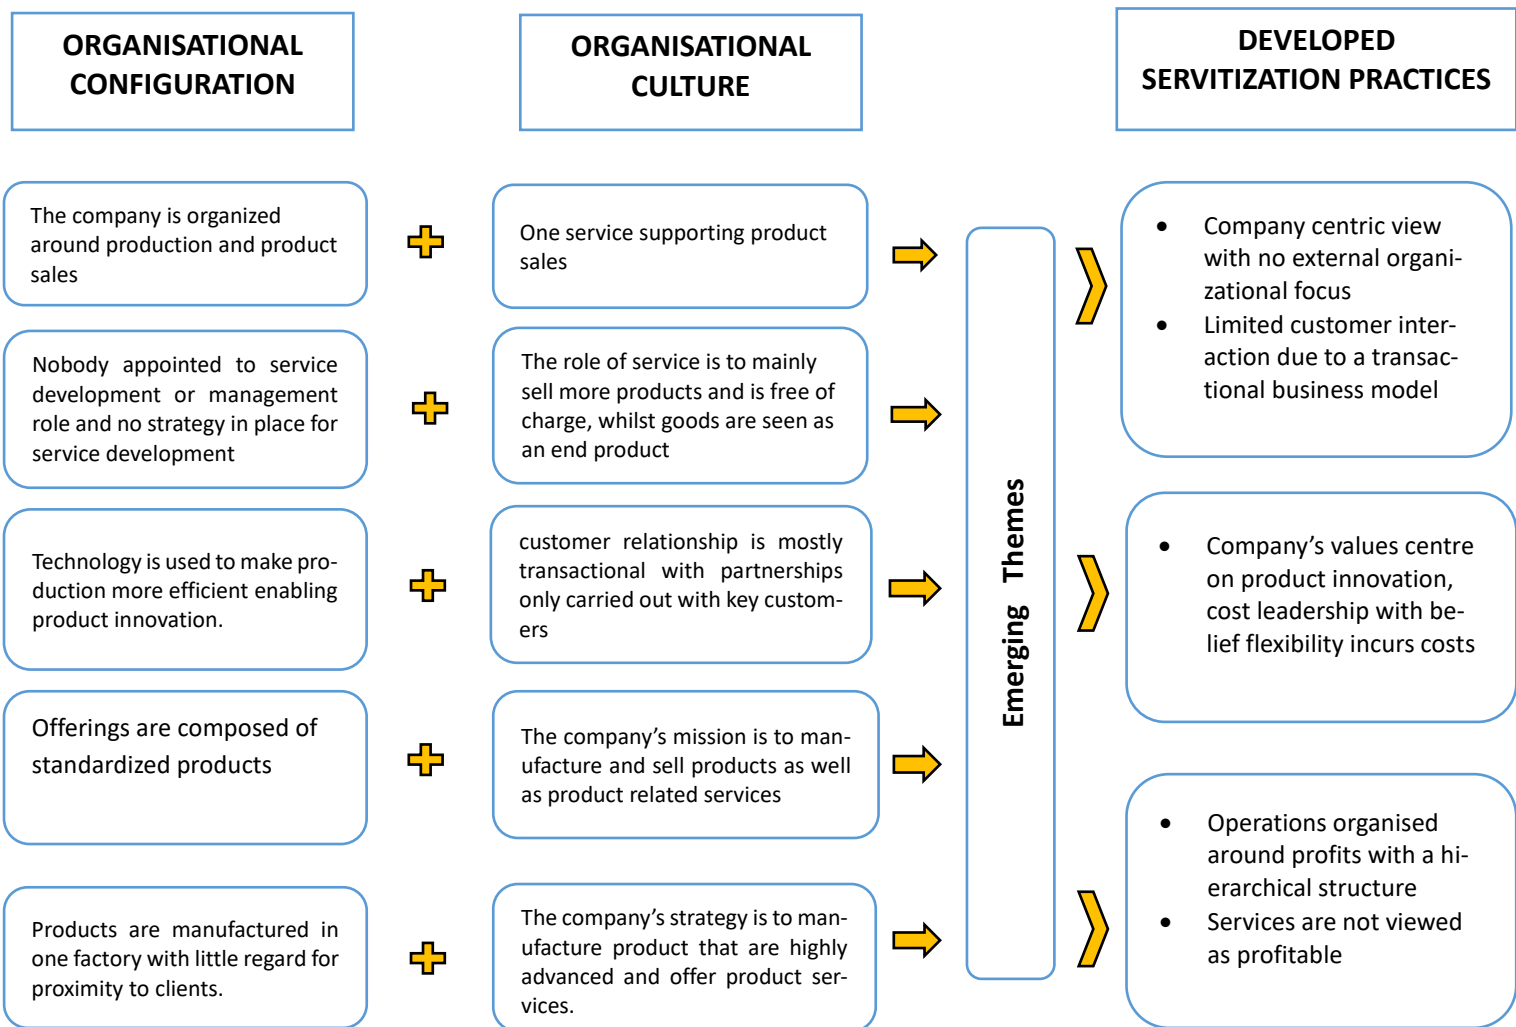 ORGANISATIONAL
CONFIGURATION
ORGANISATIONAL
CULTURE
DEVELOPED
SERVITIZATION PRACTICES
The company is organized
around production and product
sales
One service supporting product
sales
Nobody appointed to service
development or management
role and no strategy in place for
service development
The role of service is to mainly
sell more products and is free of
charge, whilst goods are seen as
an end product
Technology is used to make pro-
duction more efficient enabling
product innovation.
customer relationship is mostly
transactional with partnerships
only carried out with key custom-
ers
Offerings are composed of
standardized products
The company’s mission is to man-
ufacture and sell products as well
as product related services
Products are manufactured in
one factory with little regard for
proximity to clients.
The company’s strategy is to man-
ufacture product that are highly
advanced and offer product ser-
vices.
Emerging Themes
• Company centric view
with no external organi-
zational focus
• Limited customer inter-
action due to a transac-
tional business model
• Company’s values centre
on product innovation,
cost leadership with be-
lief flexibility incurs costs
• Operations organised
around profits with a hi-
erarchical structure
• Services are not viewed
as profitable